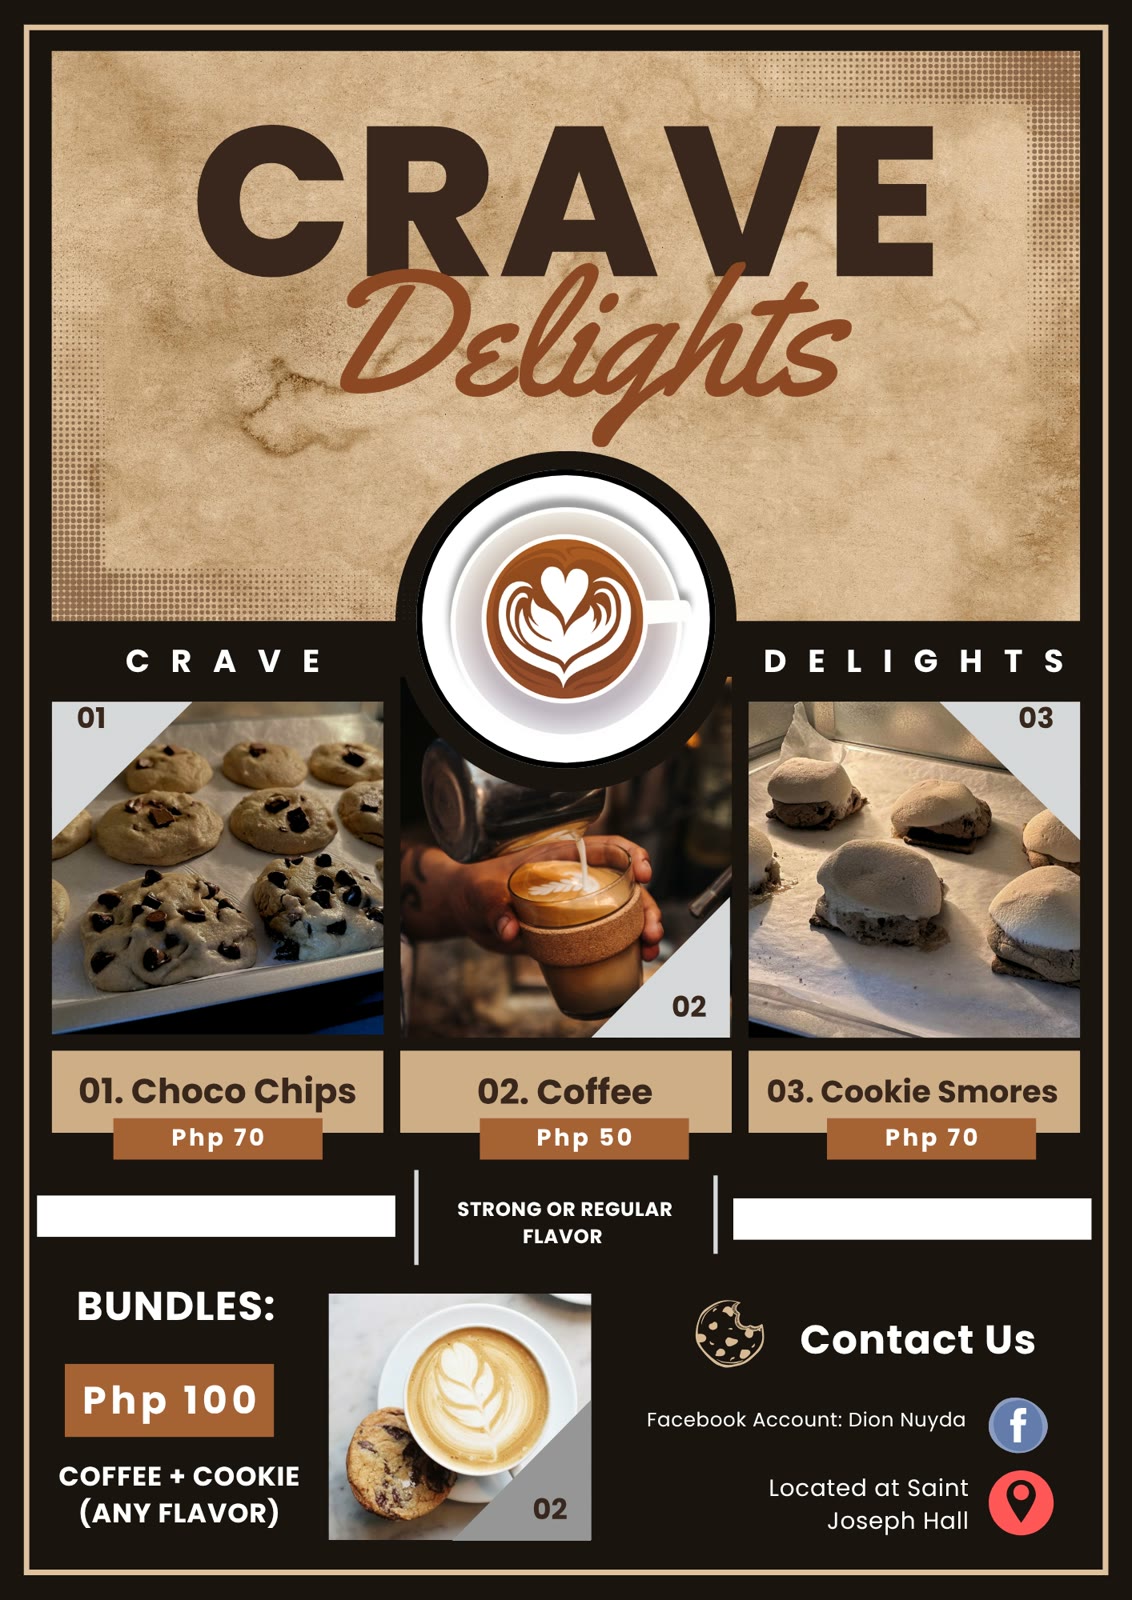 CRAVE
Delights
CRAVE
DELIGHTS
01
02
03
01. Choco Chips
Php 70
02. Coffee
Php 50
03. Cookie Smores
Php 70
STRONG OR REGULAR
FLAVOR
BUNDLES:
Php 100
COFFEE + COOKIE
(ANY FLAVOR)
02
Contact Us
Facebook Account: Dion Nuyda
f
Located at Saint
Joseph Hall